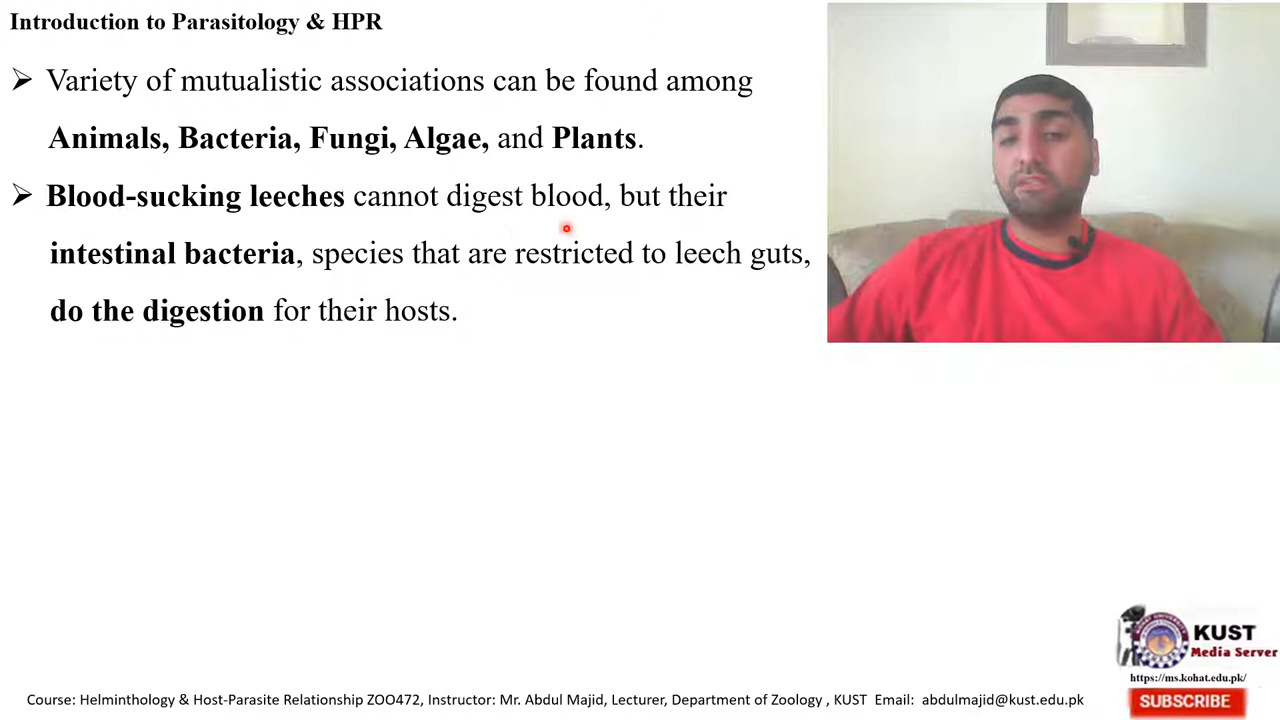 Introduction to Parasitology & HPR
➢ Variety of mutualistic associations can be found among
Animals, Bacteria, Fungi, Algae, and Plants.
➢ Blood-sucking leeches cannot digest blood, but their
intestinal bacteria, species that are restricted to leech guts,
do the digestion for their hosts.
KUST
Media Server
https://ms.kohat.edu.pk/
SUBSCRIBE
Course: Helminthology & Host-Parasite Relationship ZOO472, Instructor: Mr. Abdul Majid, Lecturer, Department of Zoology , KUST Email: abdulmajid@kust.edu.pk